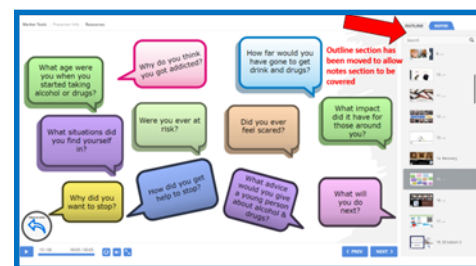 Marker Tools
Presenter Info
Resources
OUTLINE
NOTES
Search
What age were
you when you
started taking
alcohol or drugs?
Why do you think
you got addicted?
How far would you
have gone to get
drink and drugs?
Outline section has
been moved to allow
notes section to be
covered
What situations did
you find yourself
in?
Were you ever at
risk?
Did you ever
feel scared?
What impact
did it have for
those around
you?
Why did you
want to stop?
How did you get
help to stop?
What advice
would you give
a young person
about alcohol &
drugs?
What will
you do
next?
14. Recovery
< PREV
NEXT >